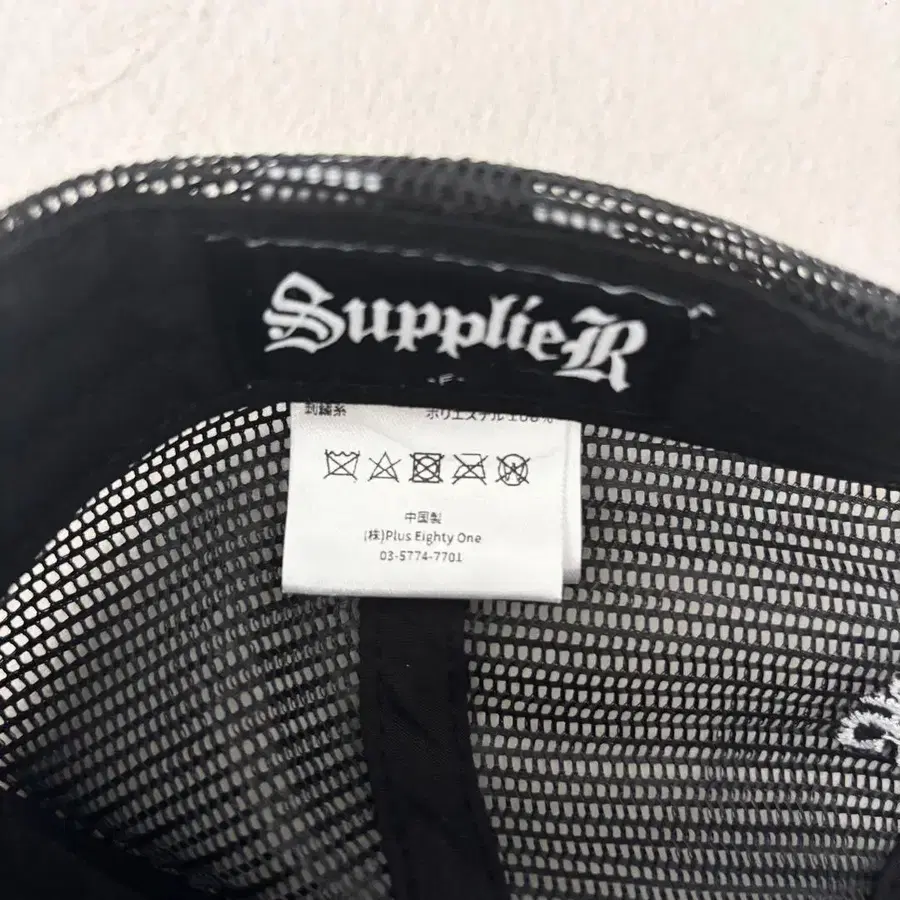 SupplieR
-F-
刺繍糸 ポリエステル100%
中国製
(株)Plus Eighty One
03-5774-7701